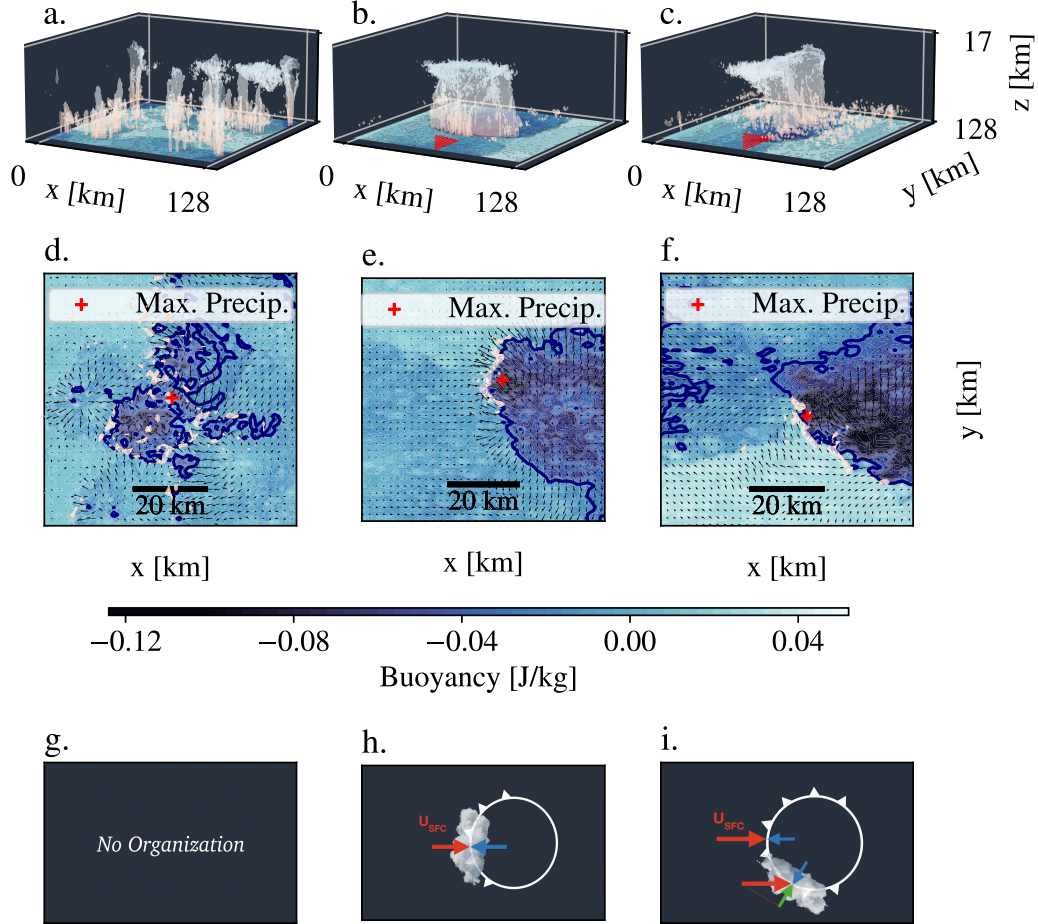 a.
b.
c.
17
z [km]
128
0
x [km]
128
0
x [km]
128
0
x [km]
128
y [km]
d.
e.
f.
Max. Precip.
Max. Precip.
Max. Precip.
y [km]
20 km
20 km
20 km
x [km]
x [km]
x [km]
−0.12
−0.08
−0.04
0.00
0.04
Buoyancy [J/kg]
g.
h.
i.
No Organization
U_SFC
U_SFC